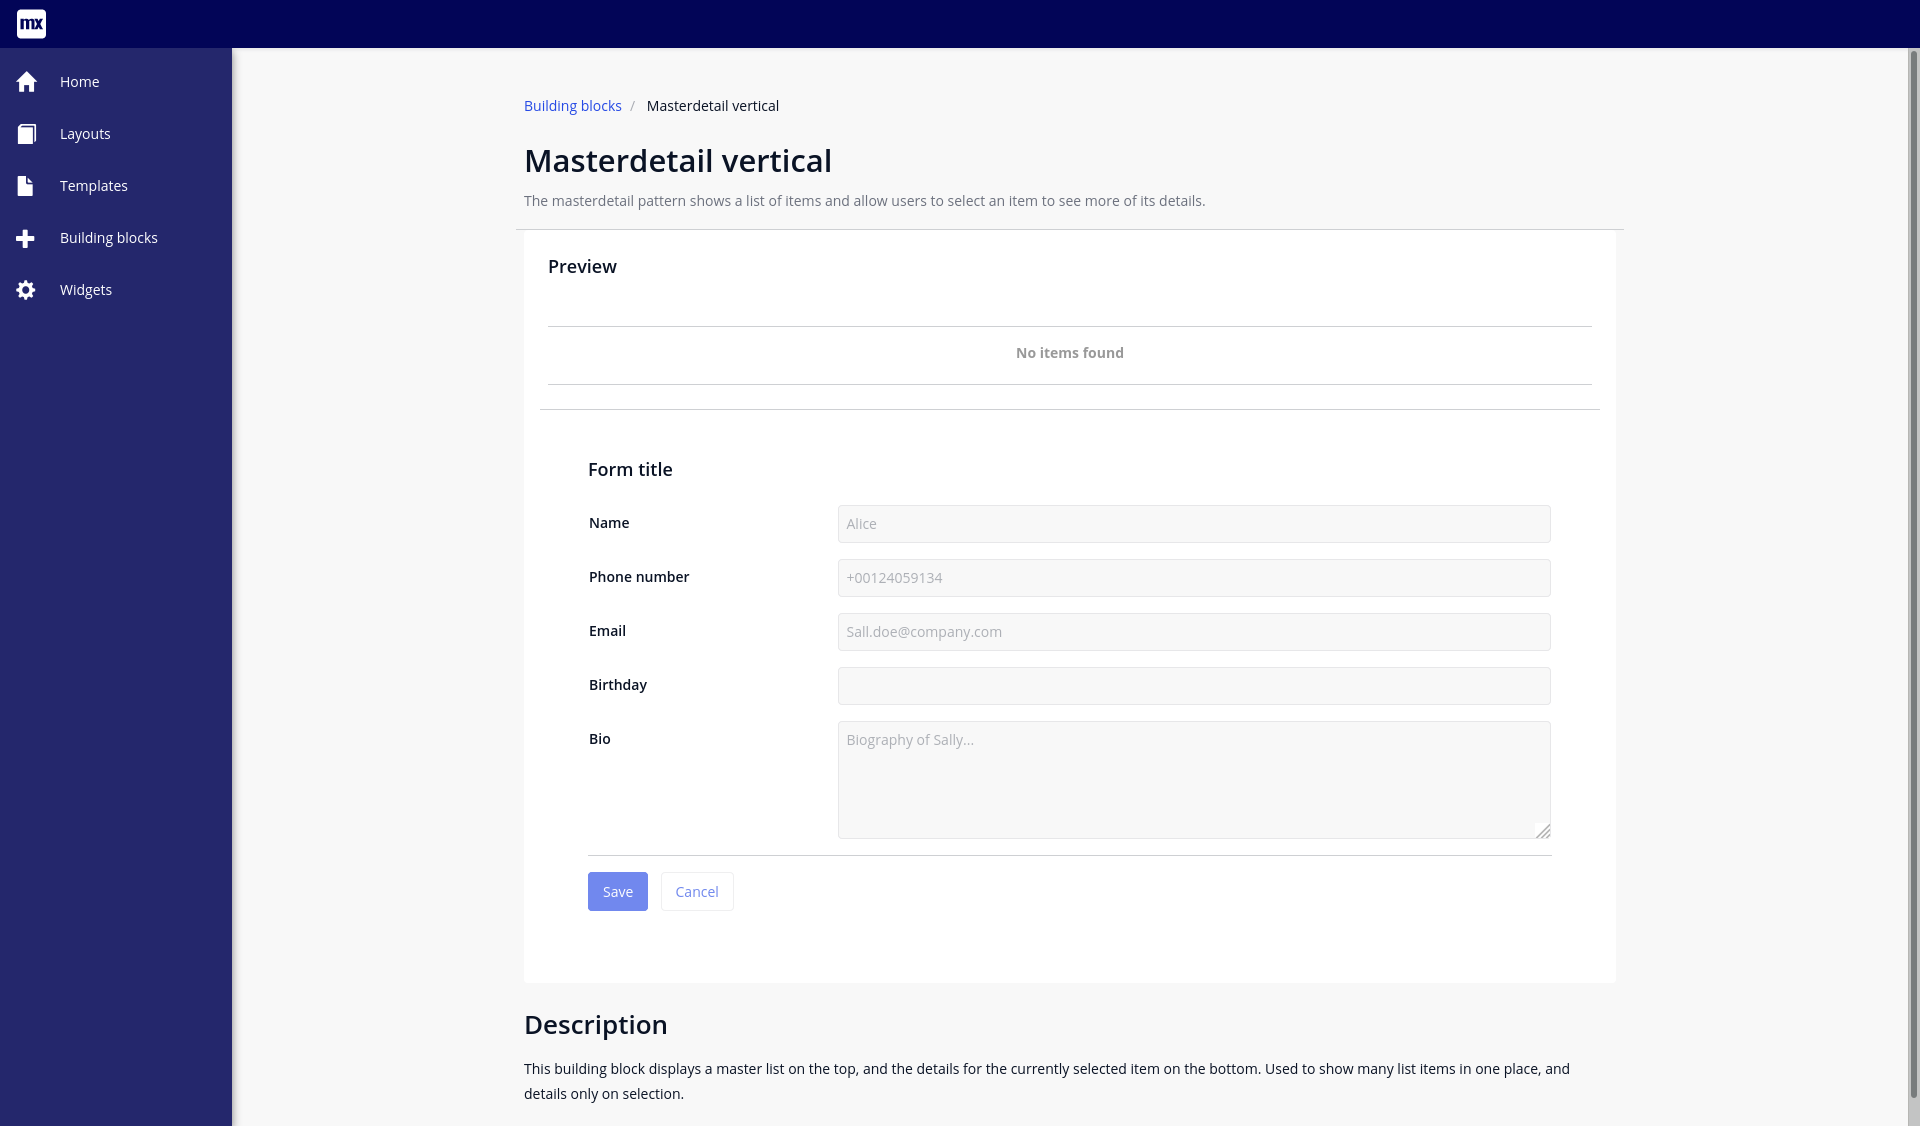 mx
Home
Layouts
Templates
Building blocks
Widgets
Building blocks / Masterdetail vertical
Masterdetail vertical
The masterdetail pattern shows a list of items and allow users to select an item to see more of its details.
Preview
No items found
Form title
Name
Alice
Phone number
+00124059134
Email
Sall.doe@company.com
Birthday
Bio
Biography of Sally...
Save
Cancel
Description
This building block displays a master list on the top, and the details for the currently selected item on the bottom. Used to show many list items in one place, and
details only on selection.